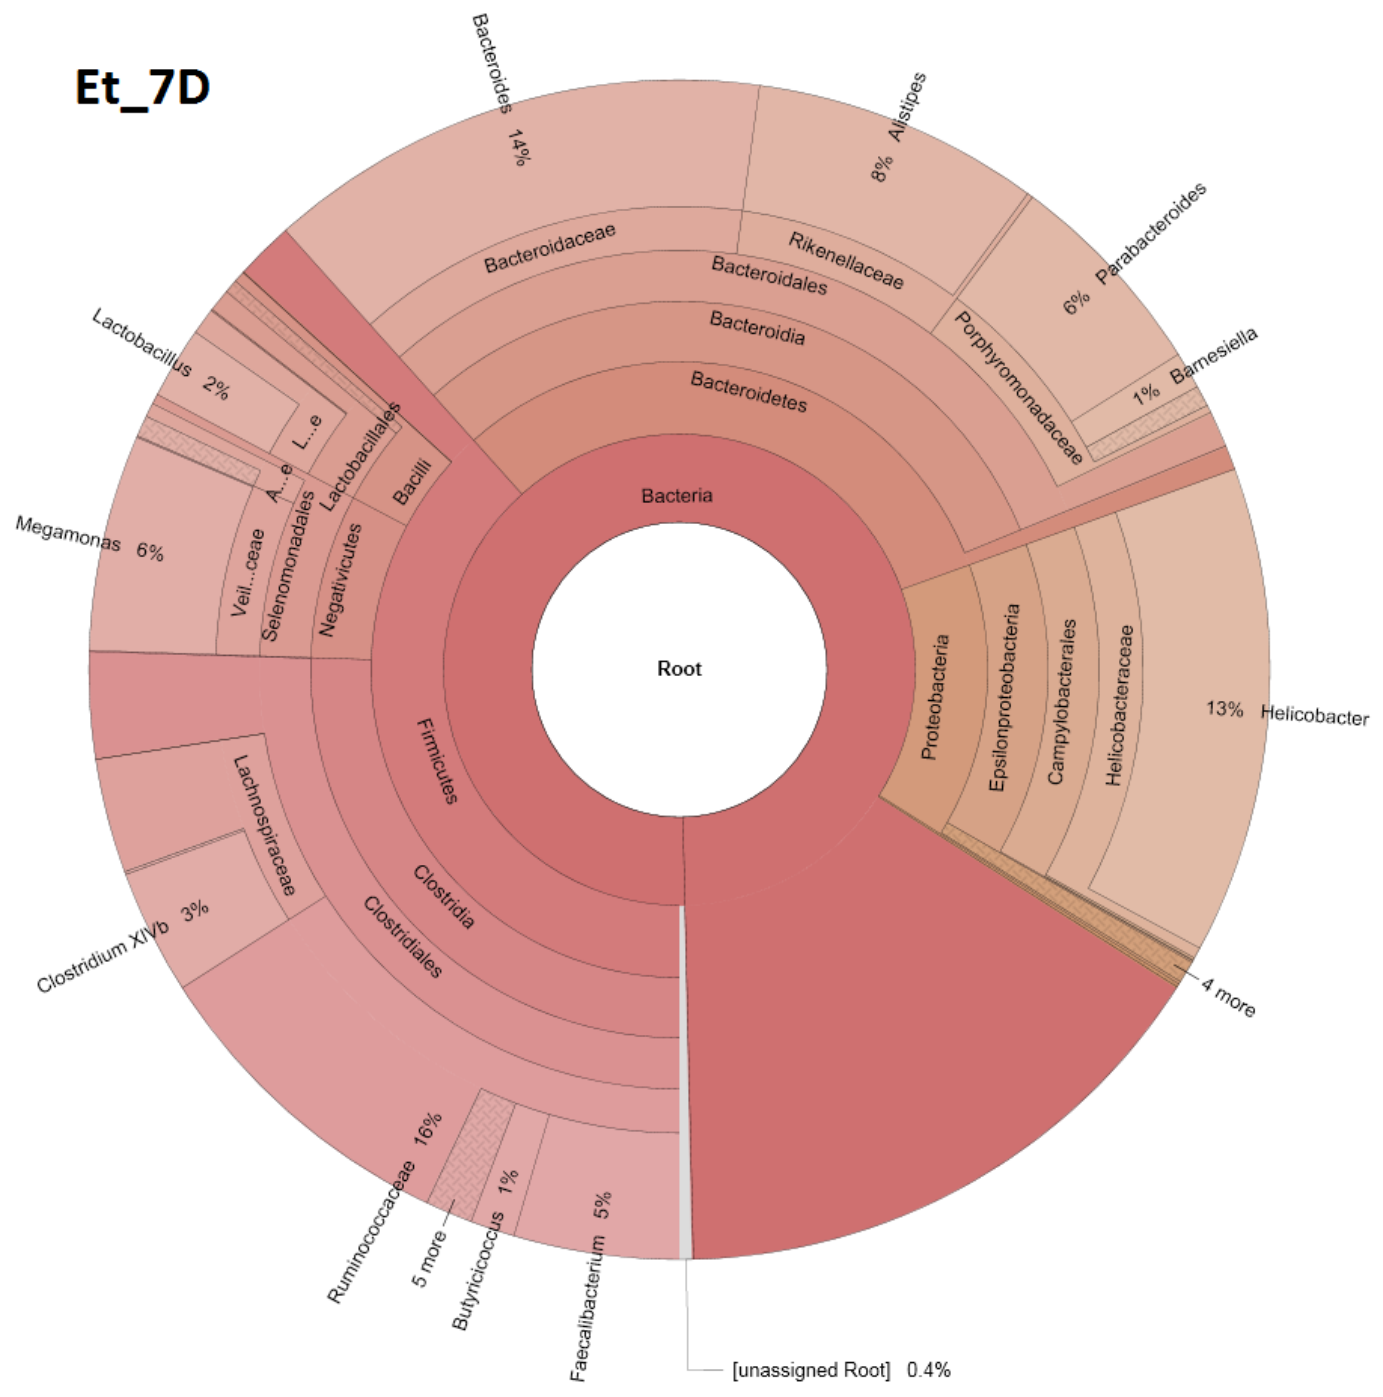 Et_7D
Bacteroides 14%
8% Alistipes
6% Parabacteroides
1% Barnesiella
13% Helicobacter
4 more
[unassigned Root] 0.4%
Faecalibacterium 5%
Butyricicoccus 1%
5 more
Ruminococcaceae 16%
Clostridium XIVb 3%
Megamonas 6%
Lactobacillus 2%
Bacteroidaceae
Rikenellaceae
Porphyromonadaceae
Bacteroidales
Bacteroidia
Bacteroidetes
Bacteria
Root
Proteobacteria
Epsilonproteobacteria
Campylobacterales
Helicobacteraceae
Firmicutes
Clostridia
Clostridiales
Lachnospiraceae
Negativicutes
Selenomonadales
Veil...ceae
A...e
Bacilli
Lactobacillales
L...e